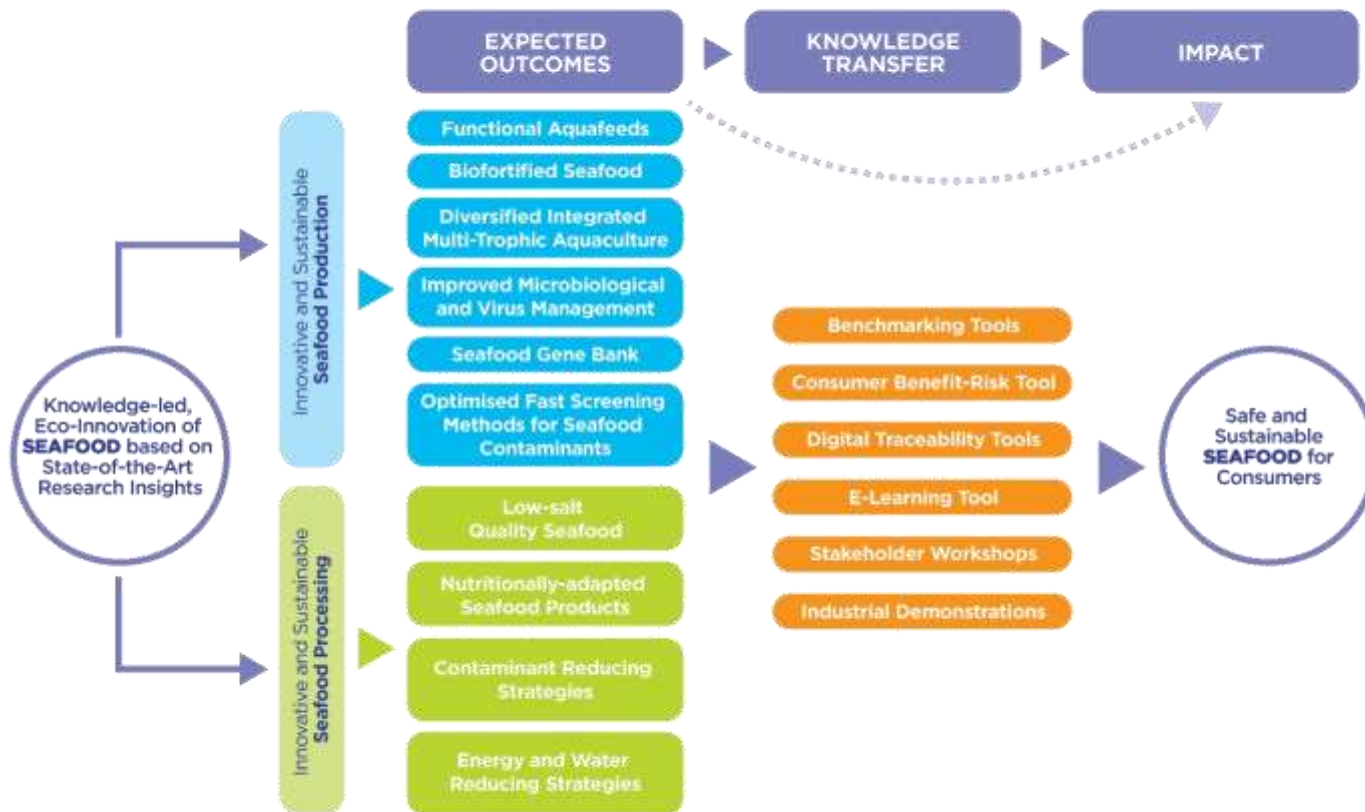 EXPECTED
OUTCOMES
KNOWLEDGE
TRANSFER
IMPACT
Knowledge-led,
Eco-Innovation of
SEAFOOD based on
State-of-the-Art
Research Insights
Innovative and Sustainable
Seafood Production
Functional Aquafeeds
Biofortified Seafood
Diversified Integrated
Multi-Trophic Aquaculture
Improved Microbiological
and Virus Management
Seafood Gene Bank
Optimised Fast Screening
Methods for Seafood
Contaminants
Innovative and Sustainable
Seafood Processing
Low-salt
Quality Seafood
Nutritionally-adapted
Seafood Products
Contaminant Reducing
Strategies
Energy and Water
Reducing Strategies
Benchmarking Tools
Consumer Benefit-Risk Tool
Digital Traceability Tools
E-Learning Tool
Stakeholder Workshops
Industrial Demonstrations
Safe and
Sustainable
SEAFOOD for
Consumers